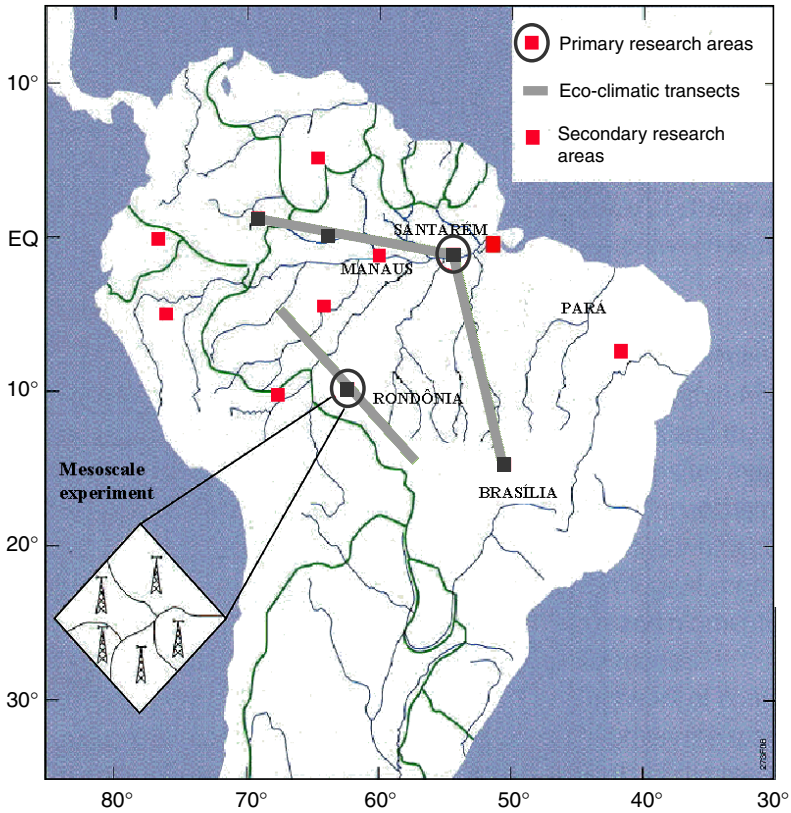 Primary research areas
Eco-climatic transects
Secondary research
areas
10°
EQ
10°
20°
30°
SANTARÉM
MANAUS
PARÁ
RONDÔNIA
BRASÍLIA
Mesoscale
experiment
80°
70°
60°
50°
40°
30°